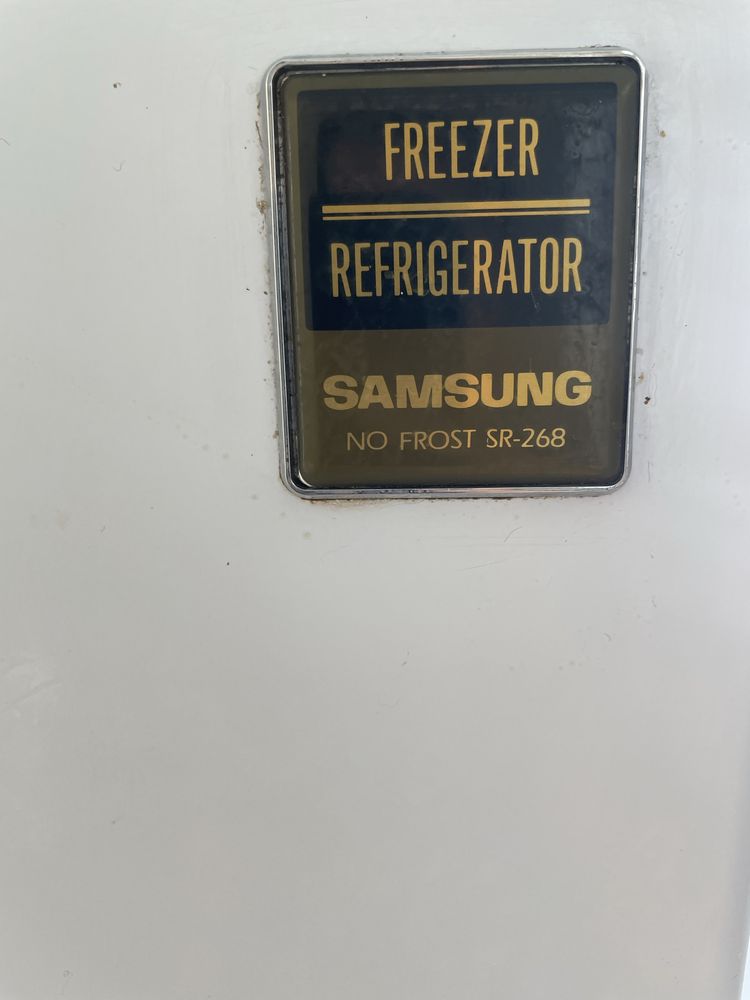 FREEZER
REFRIGERATOR
SAMSUNG
NO FROST SR-268